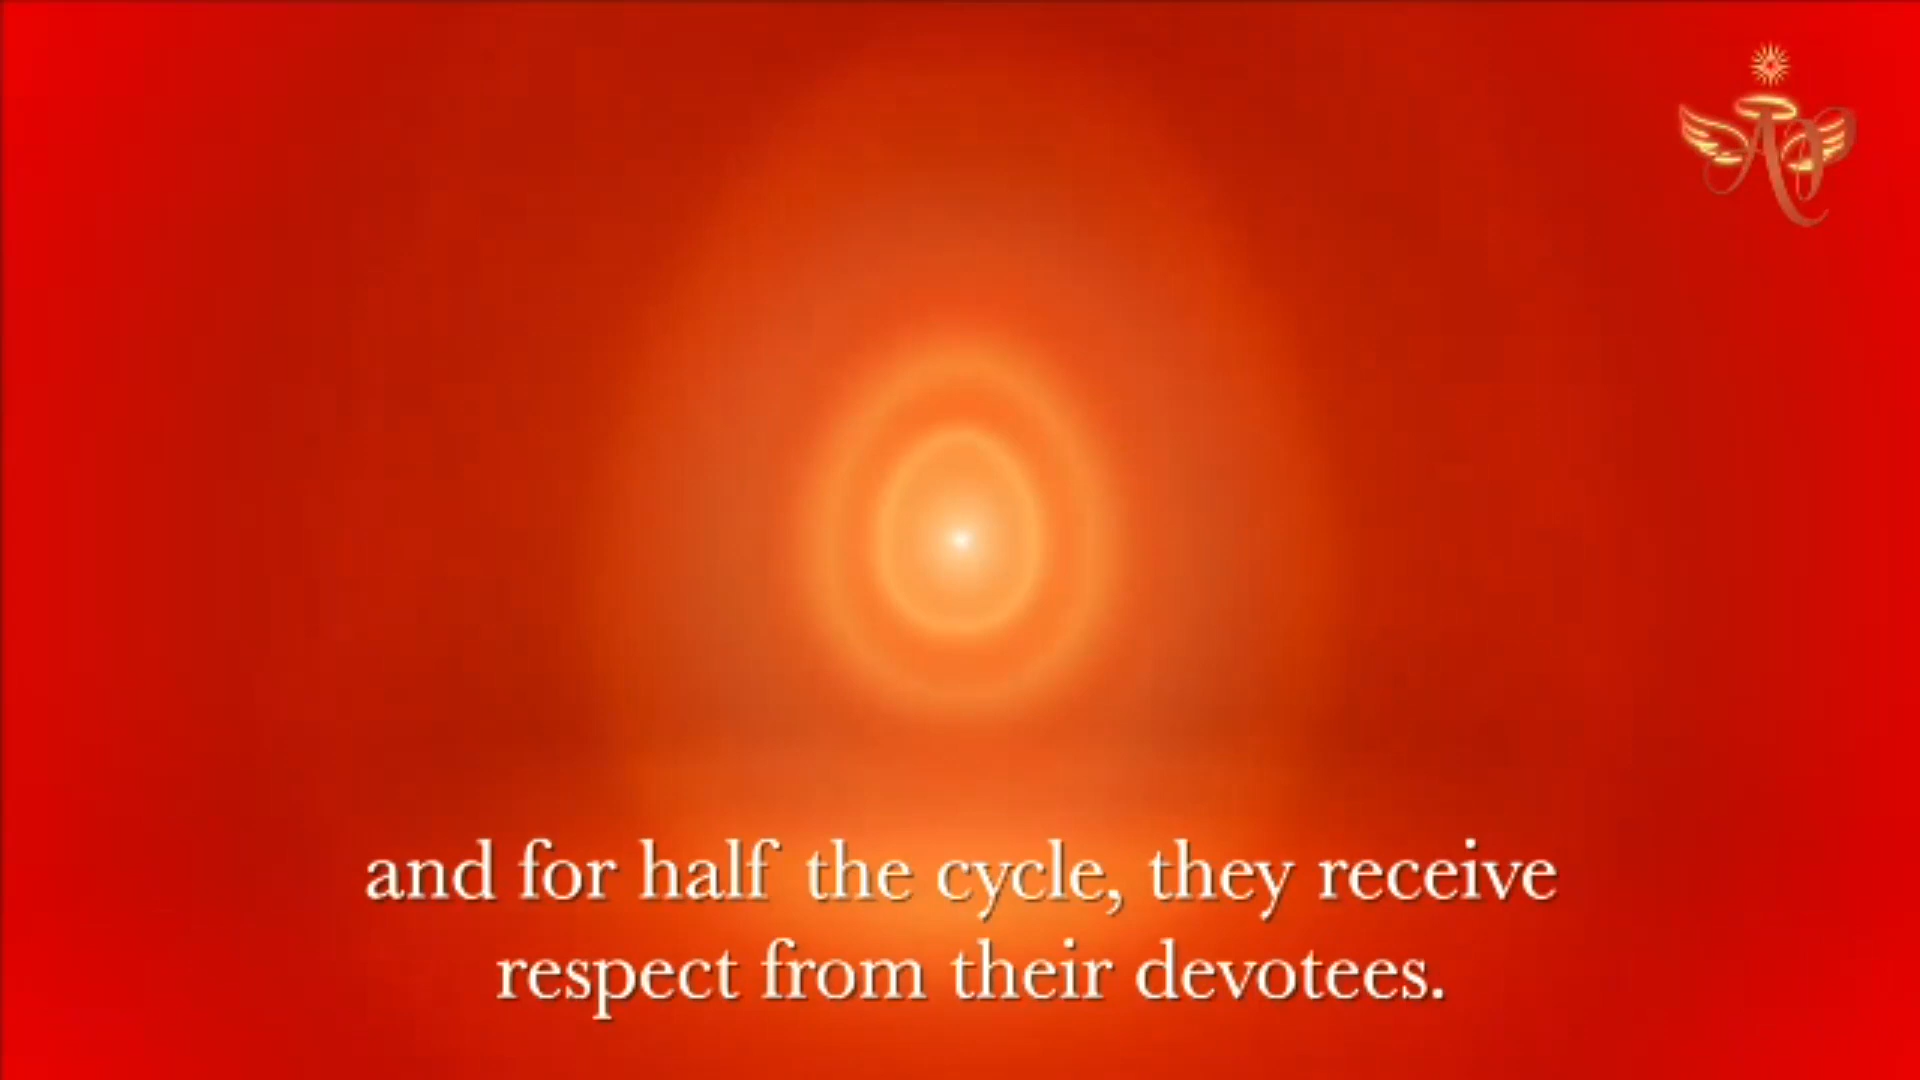 and for half the cycle, they receive
respect from their devotees.